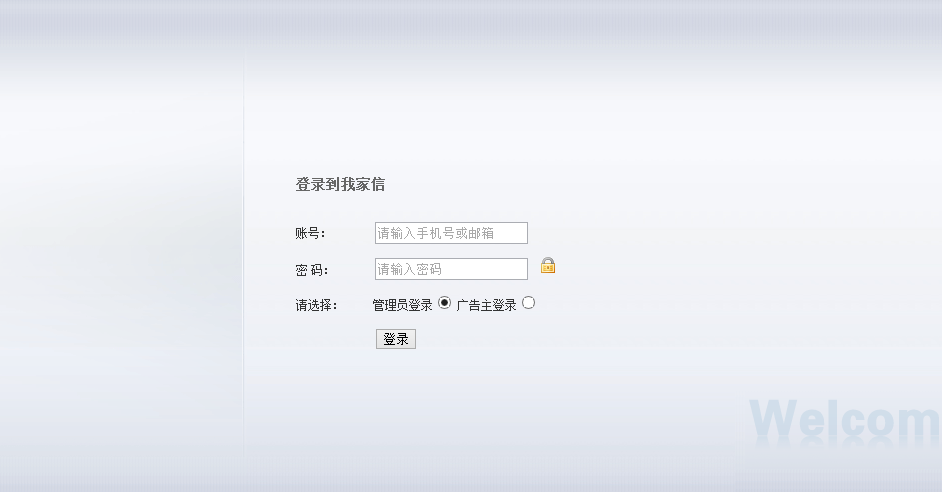 登录到我家信
账号： 请输入手机号或邮箱
密 码： 请输入密码
请选择： 管理员登录 广告主登录
登录
Welcom